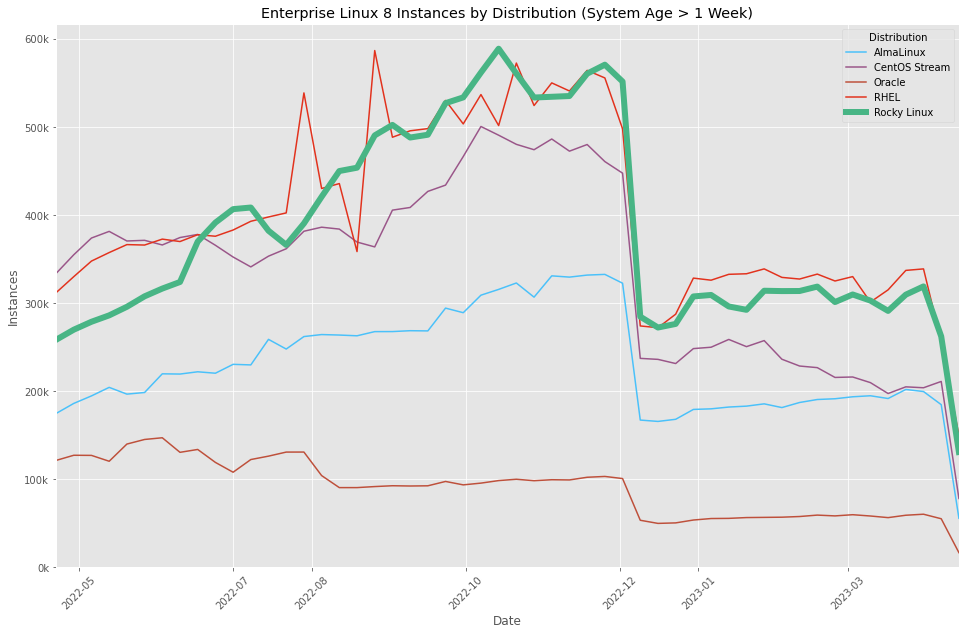 Enterprise Linux 8 Instances by Distribution (System Age > 1 Week)
Distribution
AlmaLinux
CentOS Stream
Oracle
RHEL
Rocky Linux
600k
500k
400k
300k
200k
100k
0k
Instances
2022-05
2022-07
2022-08
2022-10
2022-12
2023-01
2023-03
Date